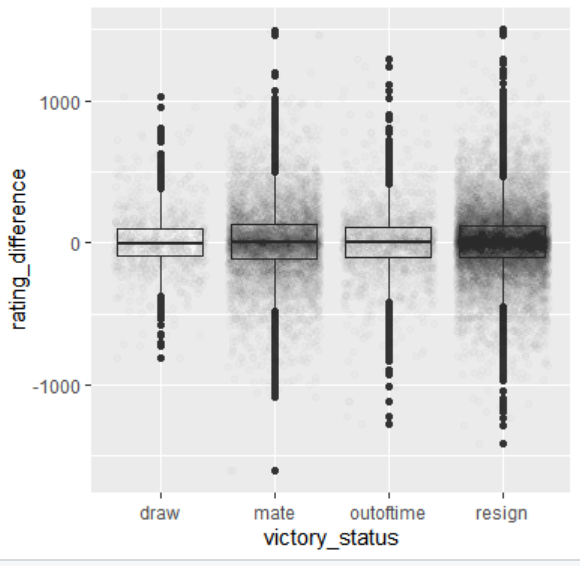 rating_difference
1000
0
-1000
draw mate outoftime resign
victory_status